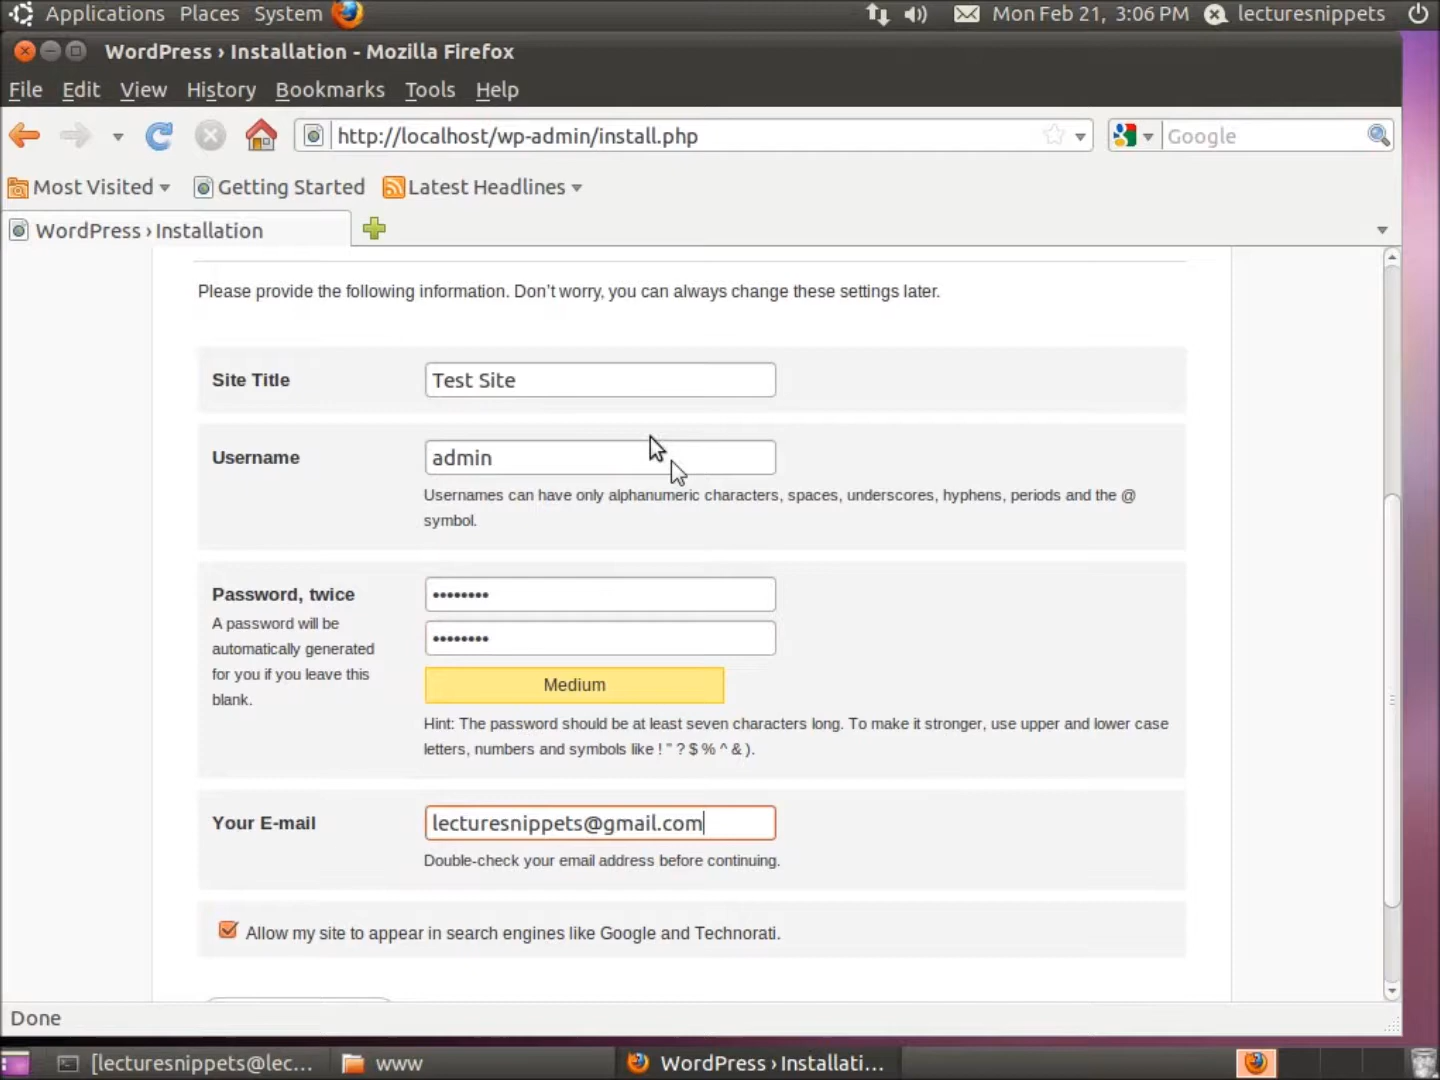 Applications Places System Mon Feb 21, 3:06 PM lecturesnippets
WordPress › Installation - Mozilla Firefox
File Edit View History Bookmarks Tools Help
http://localhost/wp-admin/install.php Google
Most Visited Getting Started Latest Headlines
WordPress › Installation
Please provide the following information. Don't worry, you can always change these settings later.
Site Title Test Site
Username admin
Usernames can have only alphanumeric characters, spaces, underscores, hyphens, periods and the @
symbol.
Password, twice ••••••••
A password will be
automatically generated
for you if you leave this
blank.
••••••••
Medium
Hint: The password should be at least seven characters long. To make it stronger, use upper and lower case
letters, numbers and symbols like ! " ? $ % ^ & ).
Your E-mail lecturesnippets@gmail.com
Double-check your email address before continuing.
Allow my site to appear in search engines like Google and Technorati.
Done
[lecturesnippets@lec... www WordPress › Installati...